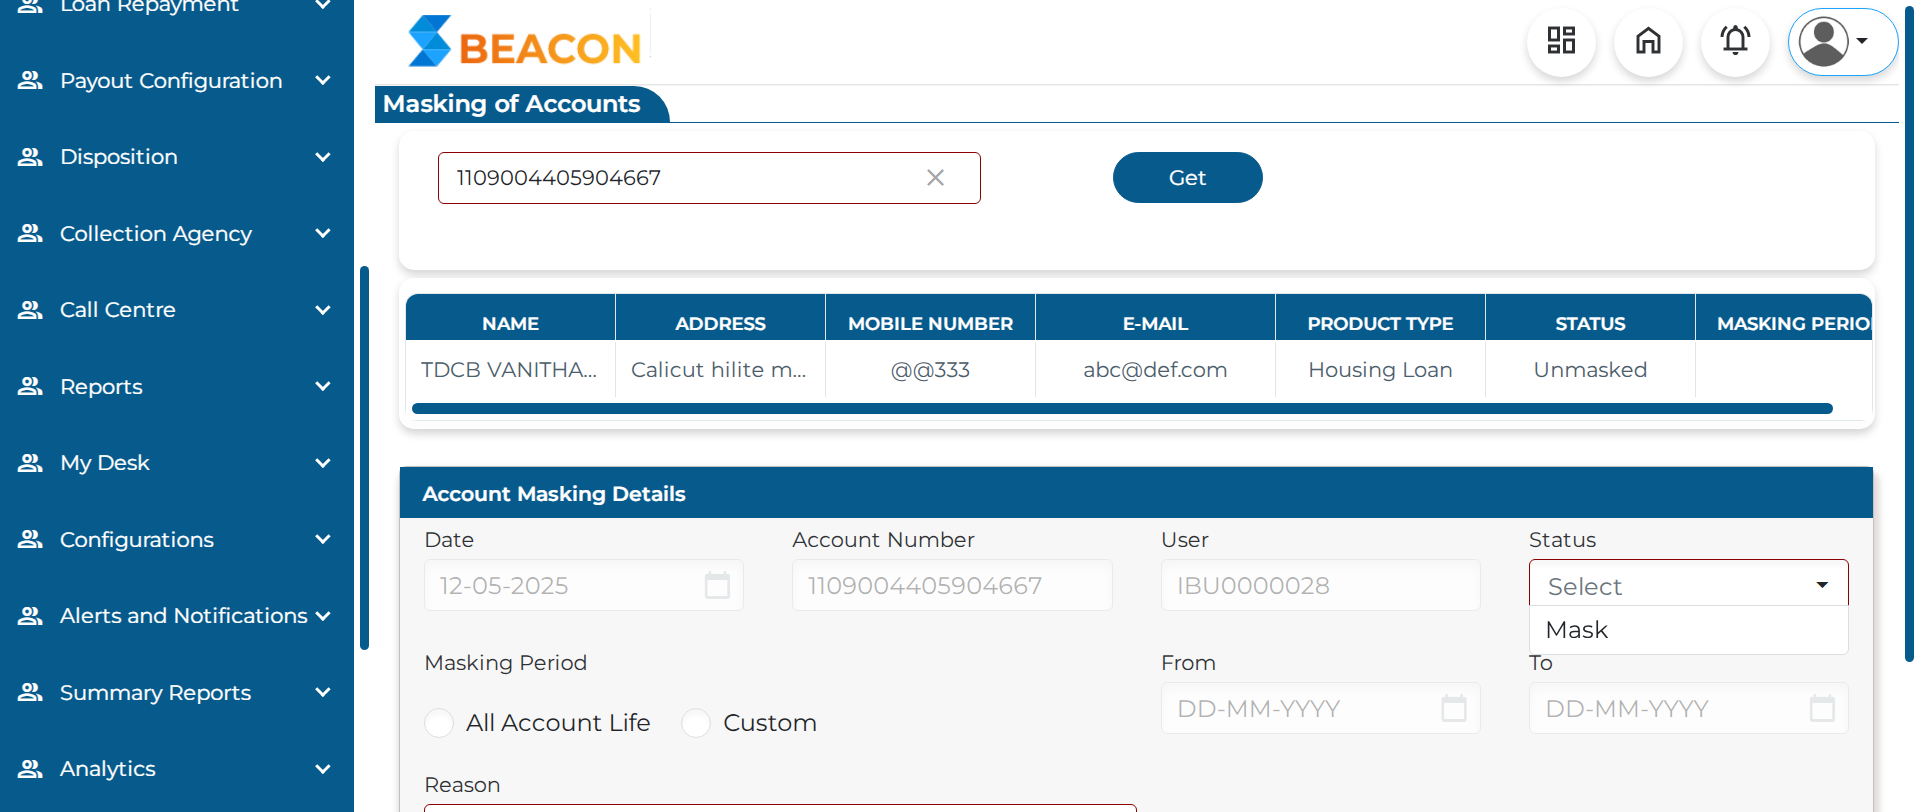 Loan Repayment
Payout Configuration
Disposition
Collection Agency
Call Centre
Reports
My Desk
Configurations
Alerts and Notifications
Summary Reports
Analytics
BEACON
Masking of Accounts
1109004405904667
Get
NAME ADDRESS MOBILE NUMBER E-MAIL PRODUCT TYPE STATUS MASKING PERIO
TDCB VANITHA... Calicut hilite m... @@333 abc@def.com Housing Loan Unmasked
Account Masking Details
Date Account Number User Status
12-05-2025 1109004405904667 IBU0000028 Select
Mask
Masking Period From To
All Account Life Custom DD-MM-YYYY DD-MM-YYYY
Reason